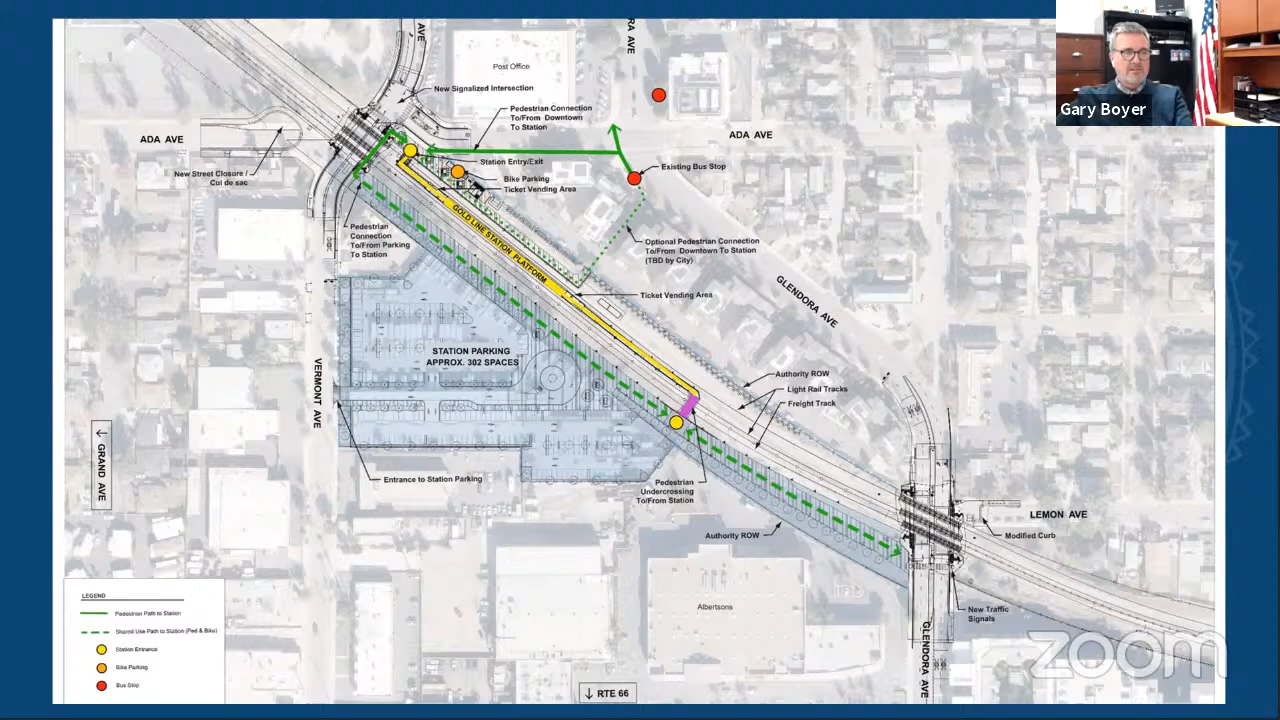 AVE
RA AVE
Post Office
New Signalized Intersection
Pedestrian Connection
To/From Downtown
To Station
Gary Boyer
ADA AVE
ADA AVE
Station Entry/Exit
Existing Bus Stop
New Street Closure /
Cul de sac
Bike Parking
Ticket Vending Area
GOLD LINE STATION PLATFORM
Pedestrian
Connection
To/From Parking
To Station
Optional Pedestrian Connection
To/From Downtown To Station
(TBD by City)
Ticket Vending Area
GLENDORA AVE
STATION PARKING
APPROX. 302 SPACES
VERMONT AVE
Authority ROW
Light Rail Tracks
Freight Track
GRAND AVE
Entrance to Station Parking
Pedestrian
Undercrossing
To/From Station
Authority ROW
LEMON AVE
Modified Curb
Albertsons
New Traffic
Signals
GLENDORA AVE
LEGEND
Pedestrian Path to Station
Shared Use Path to Station (Ped & Bike)
Station Entrance
Bike Parking
Bus Stop
RTE 66
zoom